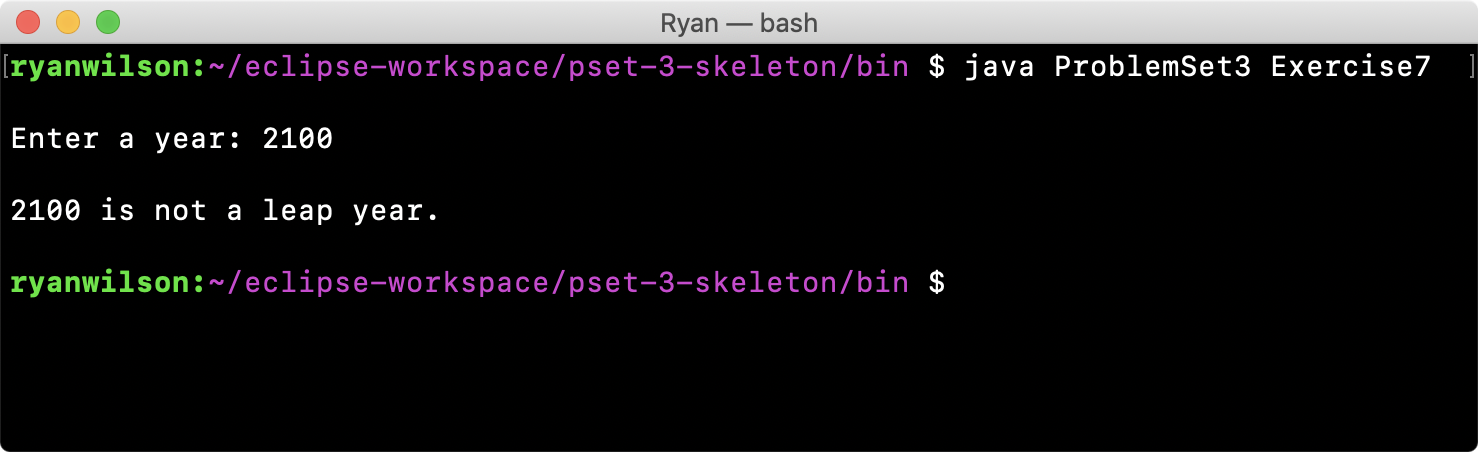 Ryan — bash
[ryanwilson:~/eclipse-workspace/pset-3-skeleton/bin $ java ProblemSet3 Exercise7 ]
Enter a year: 2100
2100 is not a leap year.
ryanwilson:~/eclipse-workspace/pset-3-skeleton/bin $